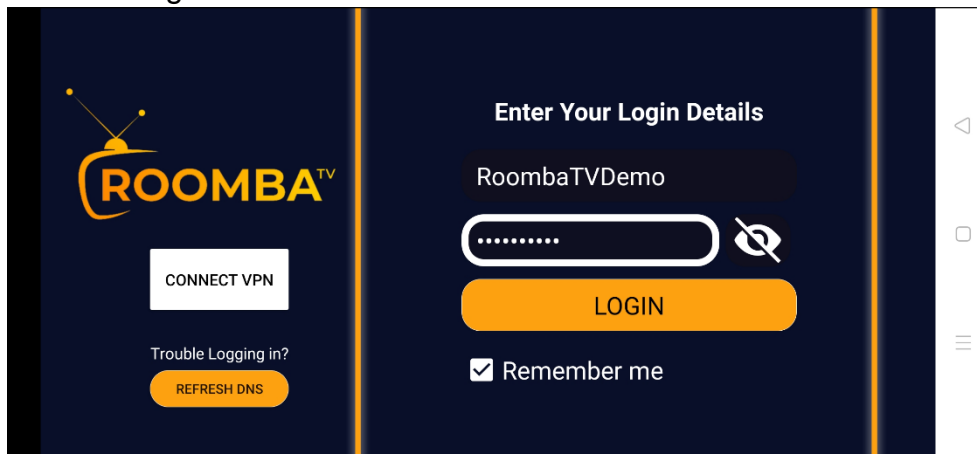 ROOMBA TV
CONNECT VPN
Trouble Logging in?
REFRESH DNS
Enter Your Login Details
RoombaTVDemo
••••••••••
LOGIN
Remember me